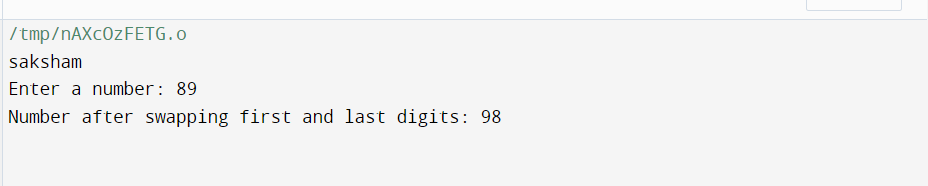 /tmp/nAXcOzFETG.o
saksham
Enter a number: 89
Number after swapping first and last digits: 98